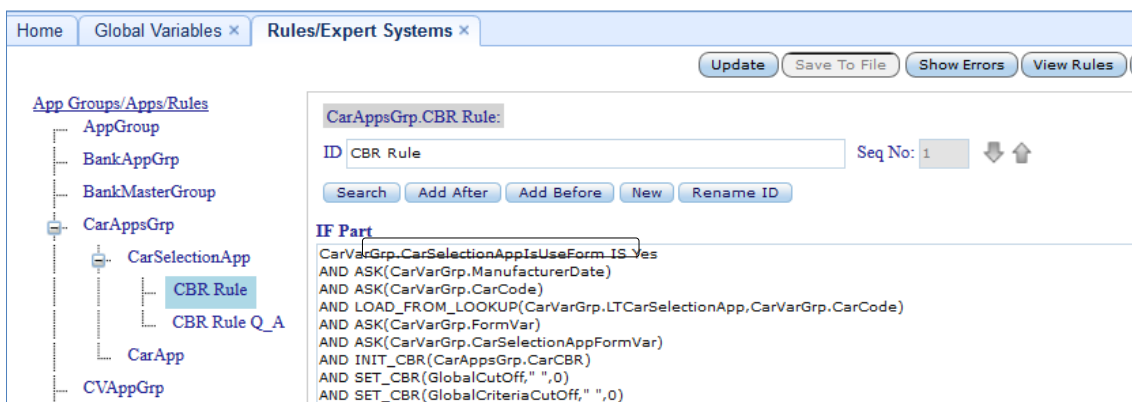 Home Global Variables × Rules/Expert Systems ×
Update Save To File Show Errors View Rules
App Groups/Apps/Rules
AppGroup
BankAppGrp
BankMasterGroup
CarAppsGrp
CarSelectionApp
CBR Rule
CBR Rule Q_A
CarApp
CVAppGrp
CarAppsGrp.CBR Rule:
ID CBR Rule Seq No: 1
Search Add After Add Before New Rename ID
IF Part
CarVarGrp.CarSelectionAppIsUseForm IS Yes
AND ASK(CarVarGrp.ManufacturerDate)
AND ASK(CarVarGrp.CarCode)
AND LOAD_FROM_LOOKUP(CarVarGrp.LTCarSelectionApp,CarVarGrp.CarCode)
AND ASK(CarVarGrp.FormVar)
AND ASK(CarVarGrp.CarSelectionAppFormVar)
AND INIT_CBR(CarAppsGrp.CarCBR)
AND SET_CBR(GlobalCutOff," ",0)
AND SET_CBR(GlobalCriteriaCutOff," ",0)